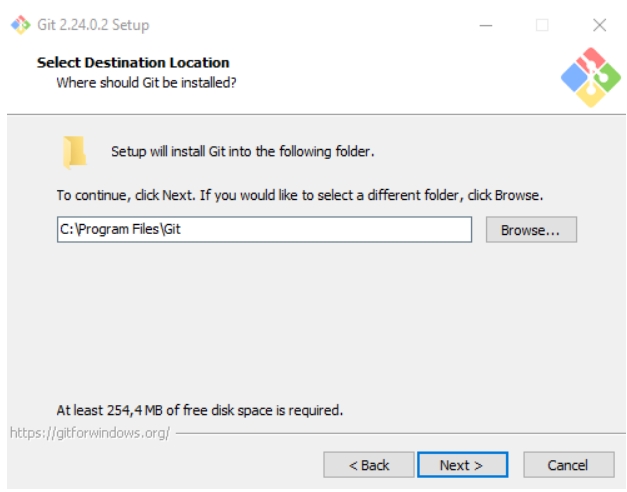 Git 2.24.0.2 Setup
Select Destination Location
Where should Git be installed?
Setup will install Git into the following folder.
To continue, click Next. If you would like to select a different folder, click Browse.
C:\Program Files\Git
Browse...
At least 254,4 MB of free disk space is required.
https://gitforwindows.org/
< Back
Next >
Cancel